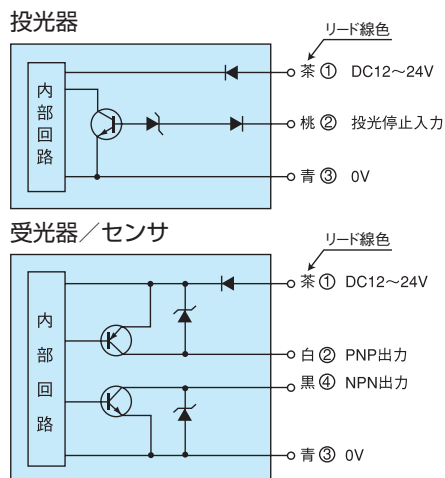 投光器
リード線色
茶① DC12～24V
内部回路
桃② 投光停止入力
青③ 0V
受光器／センサ
リード線色
茶① DC12～24V
内部回路
白② PNP出力
黒④ NPN出力
青③ 0V